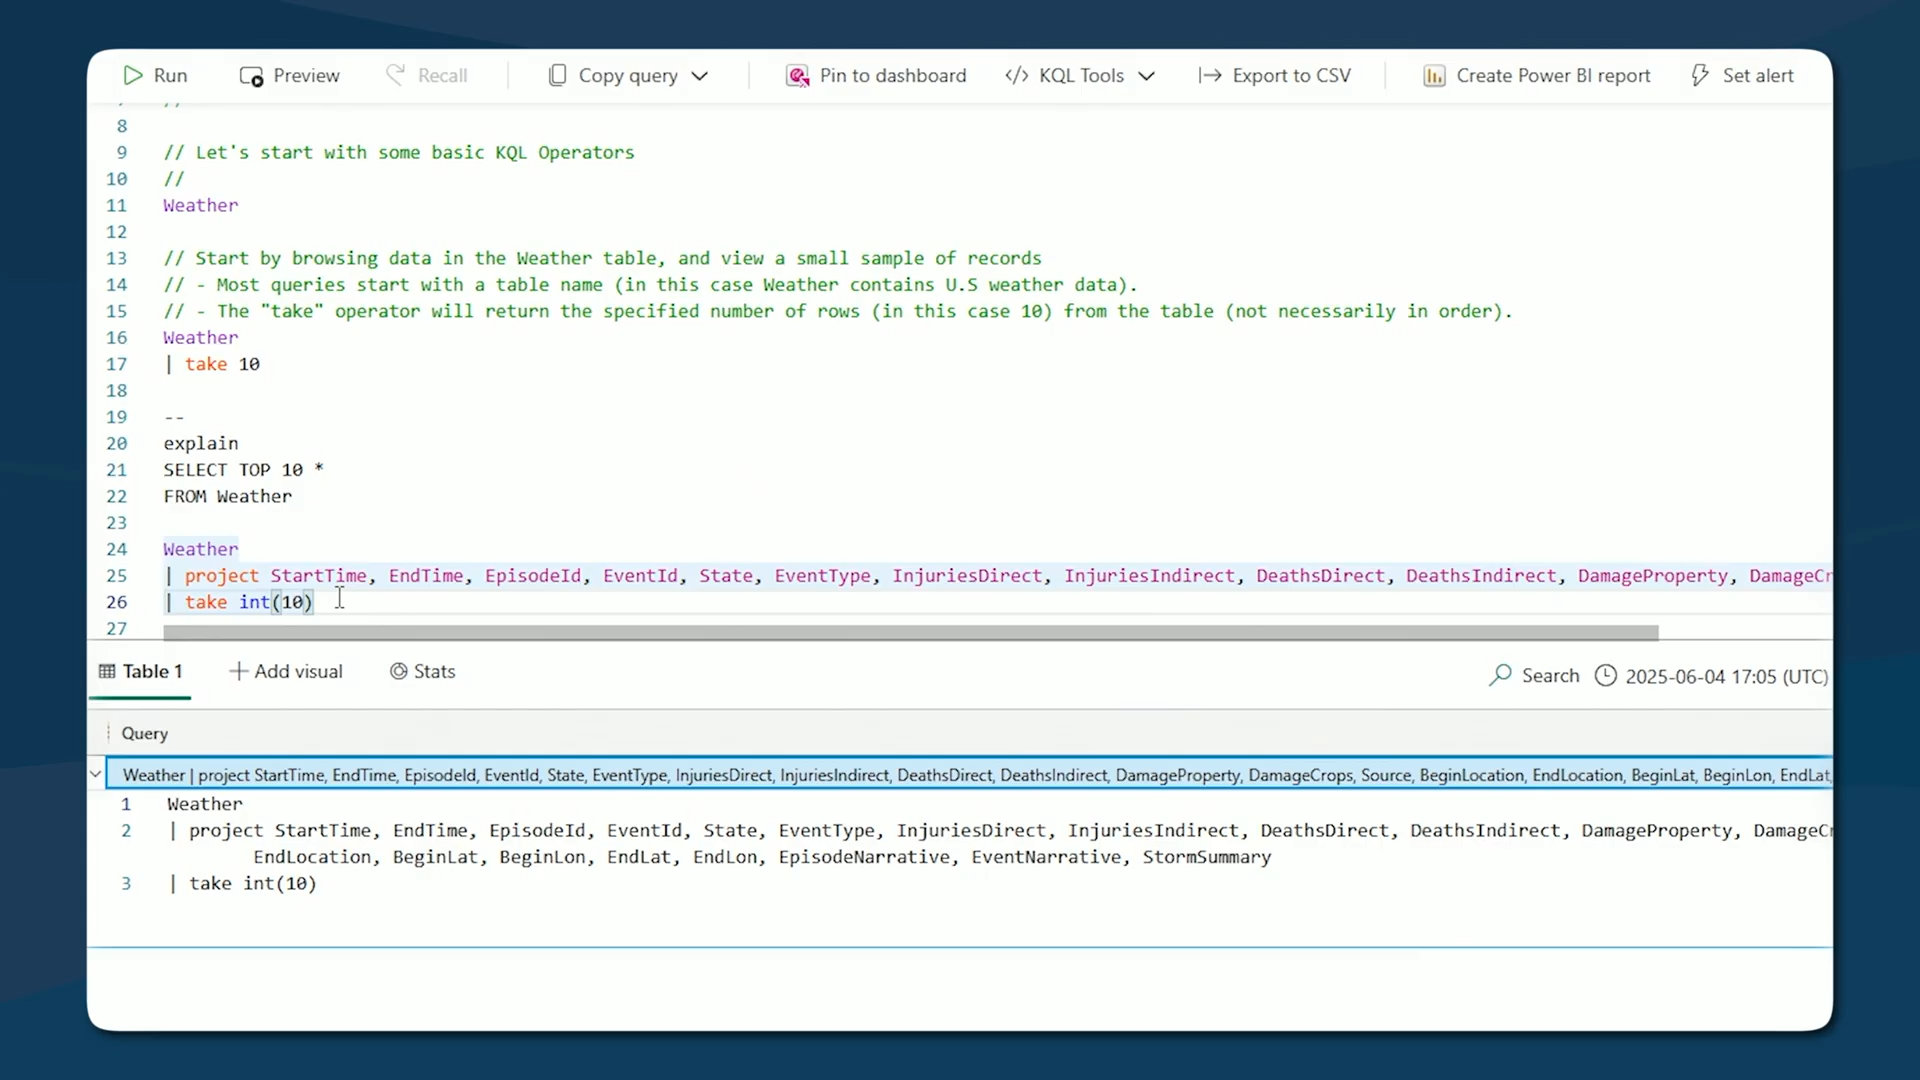 Run Preview Recall Copy query Pin to dashboard </> KQL Tools Export to CSV Create Power BI report Set alert
8
9 // Let's start with some basic KQL Operators
10 //
11 Weather
12
13 // Start by browsing data in the Weather table, and view a small sample of records
14 // - Most queries start with a table name (in this case Weather contains U.S weather data).
15 // - The "take" operator will return the specified number of rows (in this case 10) from the table (not necessarily in order).
16 Weather
17 | take 10
18
19 --
20 explain
21 SELECT TOP 10 *
22 FROM Weather
23
24 Weather
25 | project StartTime, EndTime, EpisodeId, EventId, State, EventType, InjuriesDirect, InjuriesIndirect, DeathsDirect, DeathsIndirect, DamageProperty, DamageCr
26 | take int(10)
27
Table 1 Add visual Stats Search 2025-06-04 17:05 (UTC)
Query
Weather | project StartTime, EndTime, EpisodeId, EventId, State, EventType, InjuriesDirect, InjuriesIndirect, DeathsDirect, DeathsIndirect, DamageProperty, DamageCrops, Source, BeginLocation, EndLocation, BeginLat, BeginLon, EndLat,
1 Weather
2 | project StartTime, EndTime, EpisodeId, EventId, State, EventType, InjuriesDirect, InjuriesIndirect, DeathsDirect, DeathsIndirect, DamageProperty, DamageCr
EndLocation, BeginLat, BeginLon, EndLat, EndLon, EpisodeNarrative, EventNarrative, StormSummary
3 | take int(10)